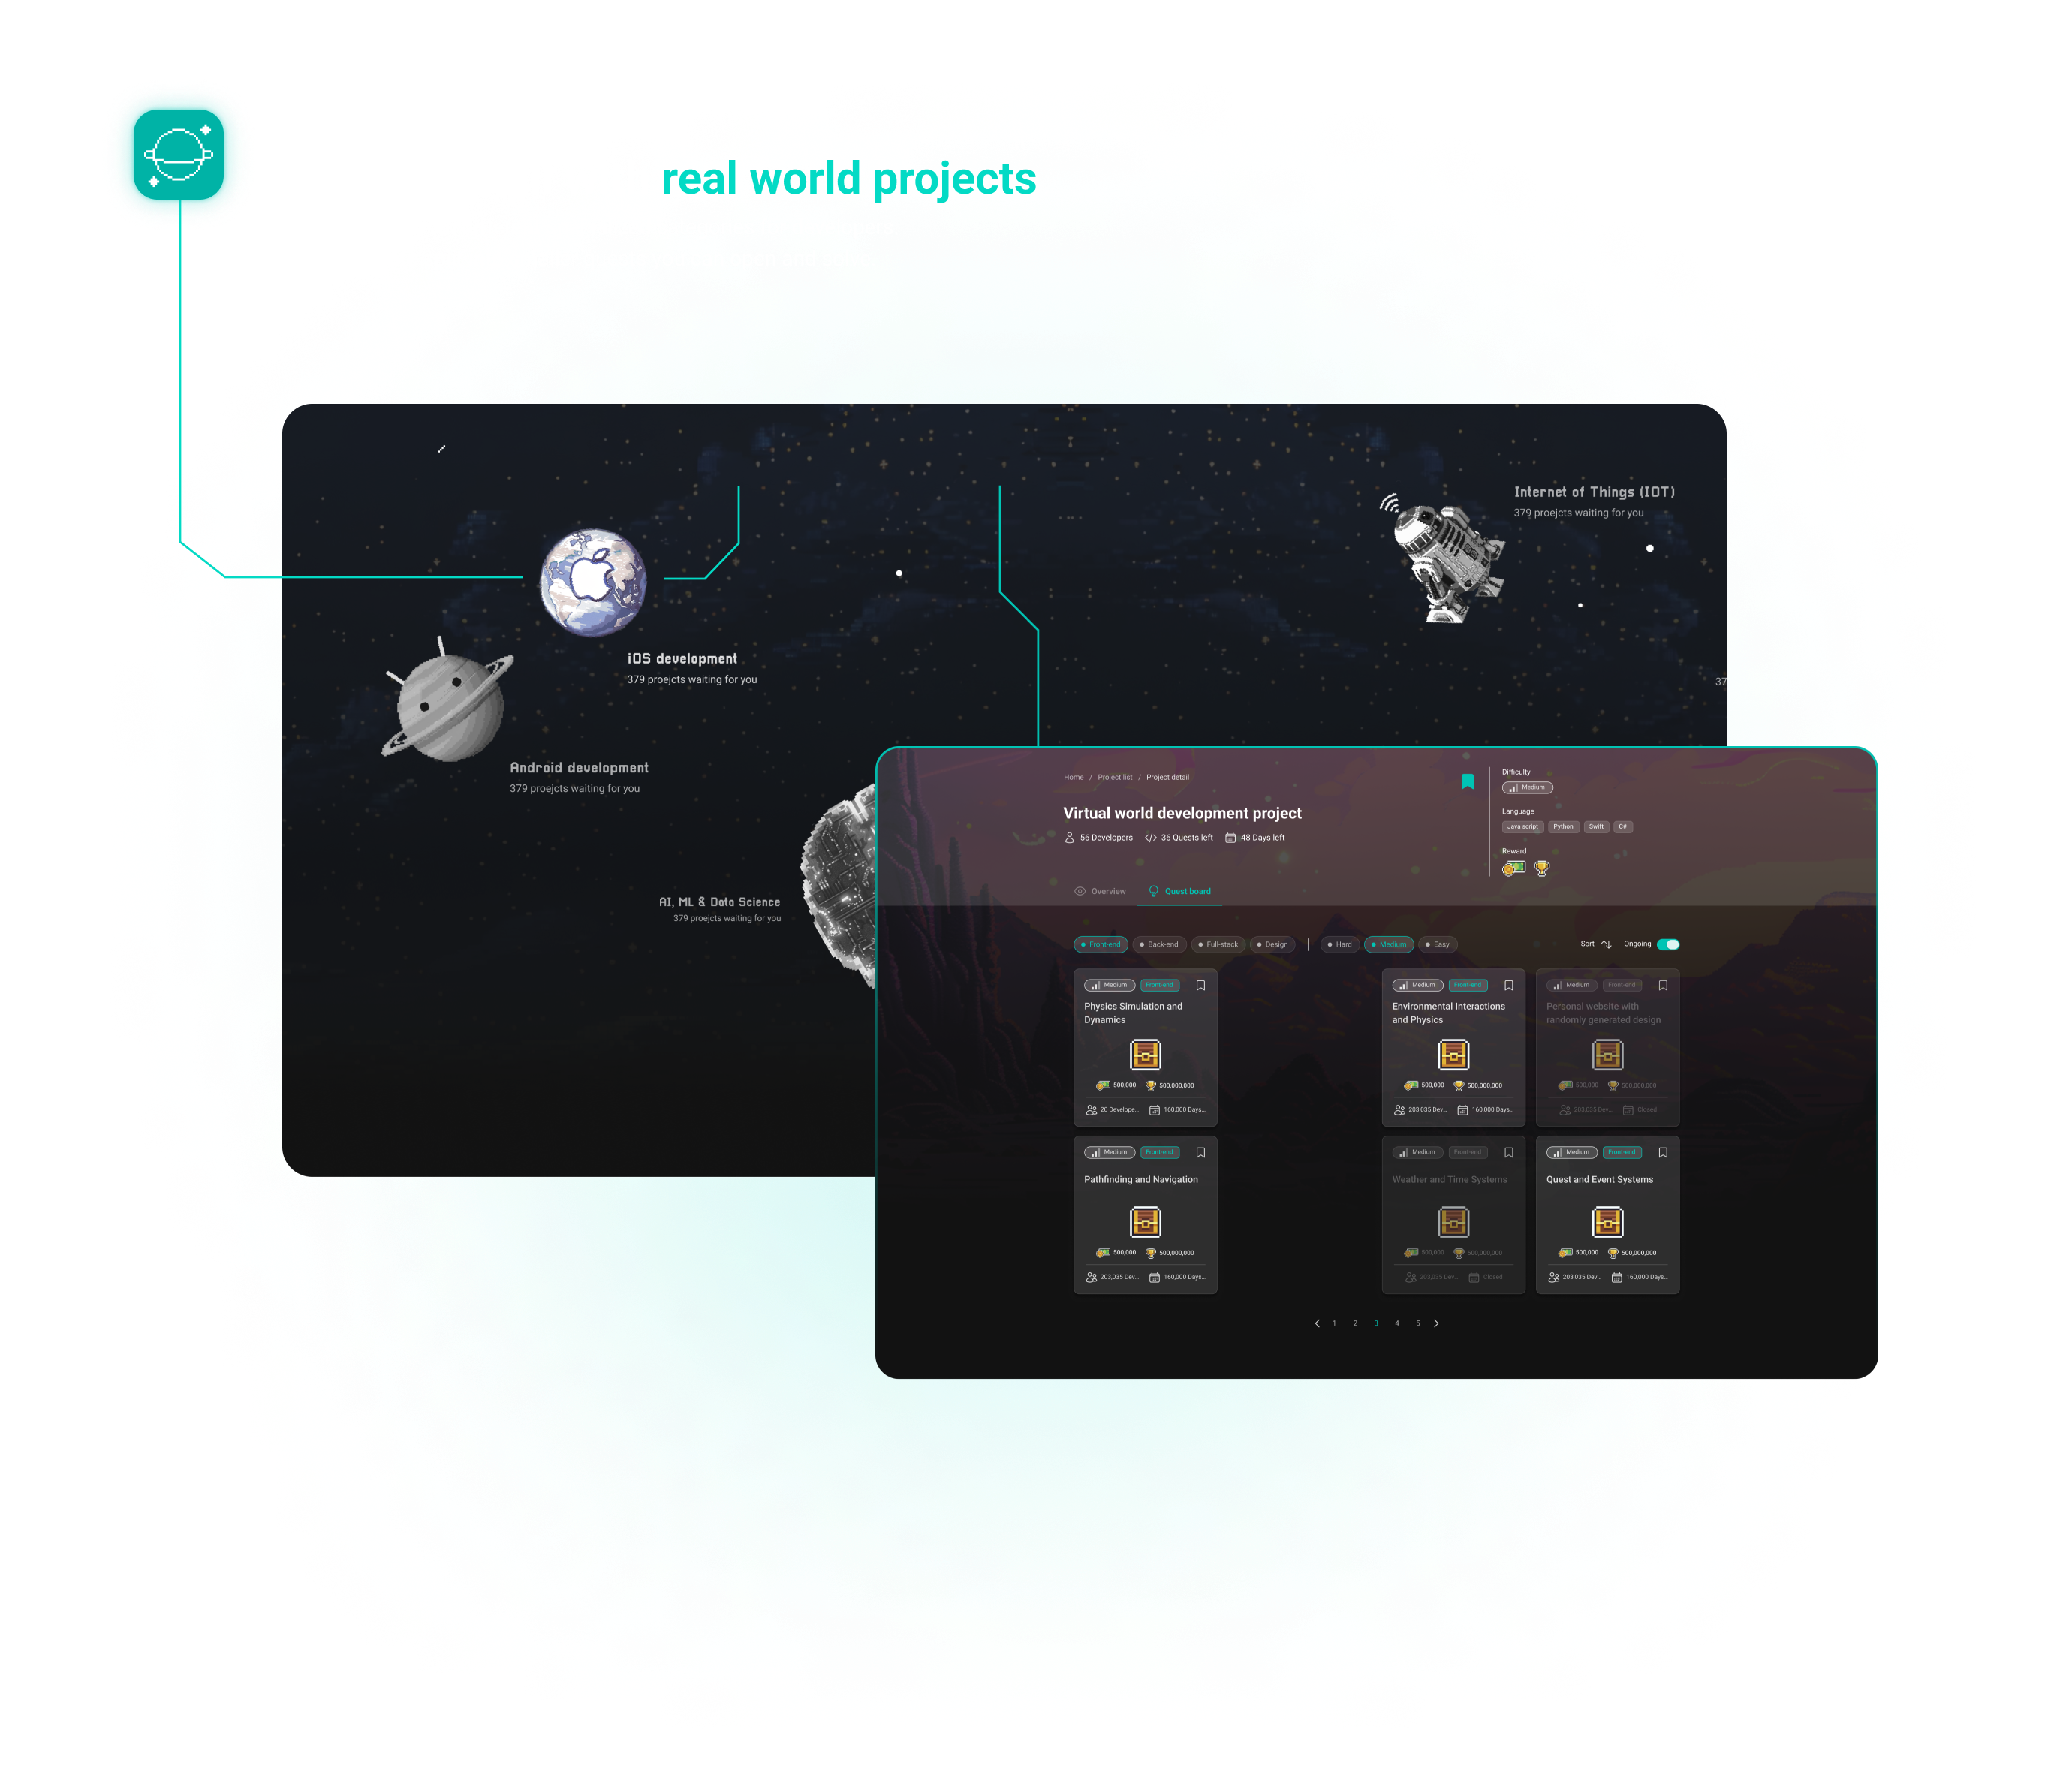 real world projects
Internet of Things (IOT)
379 proejcts waiting for you
iOS development
379 proejcts waiting for you
37
Android development
379 proejcts waiting for you
AI, ML & Data Science
379 proejcts waiting for you
Home / Project list / Project detail
Virtual world development project
56 Developers 36 Quests left 48 Days left
Difficulty
Medium
Language
Java script Python Swift C#
Reward
Overview Quest board
Front-end Back-end Full-stack Design Hard Medium Easy Sort Ongoing
Medium Front-end
Physics Simulation and
Dynamics
500,000 500,000,000
20 Develope... 160,000 Days...
Medium Front-end
Environmental Interactions
and Physics
500,000 500,000,000
203,035 Dev... 160,000 Days...
Medium Front-end
Personal website with
randomly generated design
500,000 500,000,000
203,035 Dev... Closed
Medium Front-end
Pathfinding and Navigation
500,000 500,000,000
203,035 Dev... 160,000 Days...
Medium Front-end
Weather and Time Systems
500,000 500,000,000
203,035 Dev... Closed
Medium Front-end
Quest and Event Systems
500,000 500,000,000
203,035 Dev... 160,000 Days...
1 2 3 4 5